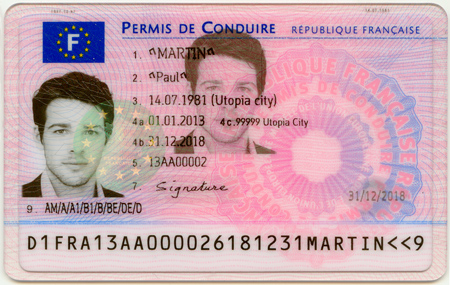 F PERMIS DE CONDUIRE RÉPUBLIQUE FRANÇAISE
1. ^MARTIN^
2. ^Paul^
3. 14.07.1981 (Utopia city)
4a 01.01.2013 4c.99999 Utopia City
4b 31.12.2018
5. 13AA00002
7. Signature
31/12/2018
9. AM/A/A1/B1/B/BE/DE/D
D1FRA13AA000026181231MARTIN<<9